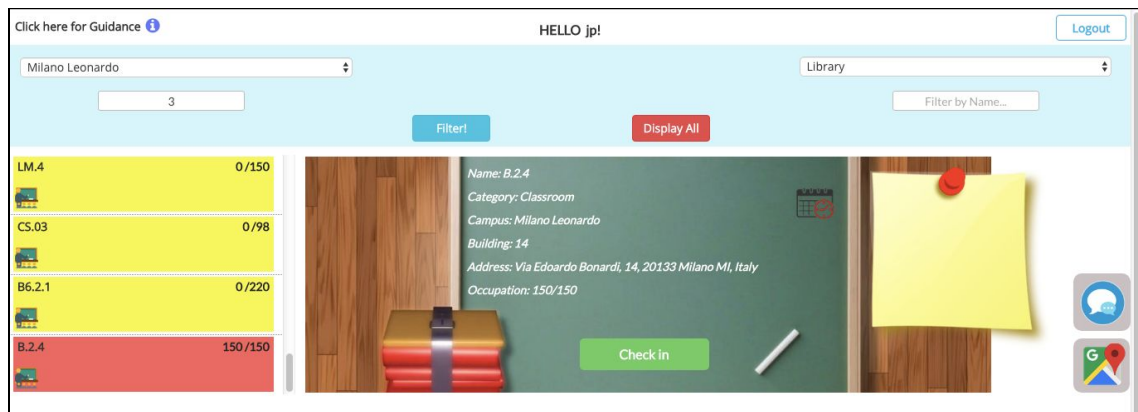 Click here for Guidance
HELLO jp!
Logout
Milano Leonardo
Library
3
Filter by Name...
Filter!
Display All
LM.4 0/150
CS.03 0/98
B6.2.1 0/220
B.2.4 150/150
Name: B.2.4
Category: Classroom
Campus: Milano Leonardo
Building: 14
Address: Via Edoardo Bonardi, 14, 20133 Milano MI, Italy
Occupation: 150/150
Check in
G